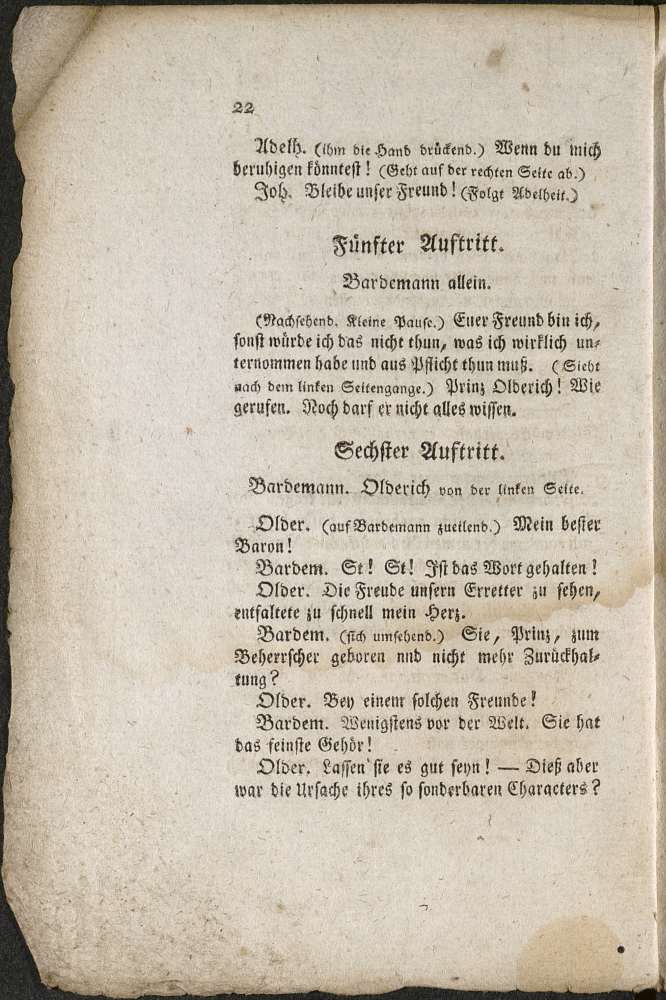 22
Adelh. (ihm die Hand drückend.) Wenn du mich
beruhigen könntest! (Geht auf der rechten Seite ab.)
Joh. Bleibe unser Freund! (Folgt Adelheit.)
Fünfter Auftritt.
Bardemann allein.
(Nachsehend. Kleine Pause.) Euer Freund bin ich,
sonst würde ich das nicht thun, was ich wirklich un-
ternommen habe und aus Pflicht thun muß. (Sieht
nach dem linken Seitengange.) Prinz Olderich! Wie
gerufen. Noch darf er nicht alles wissen.
Sechster Auftritt.
Bardemann. Olderich von der linken Seite.
Older. (auf Bardemann zueilend.) Mein bester
Baron!
Bardem. St! St! Ist das Wort gehalten!
Older. Die Freude unsern Erretter zu sehen,
entfaltete zu schnell mein Herz.
Bardem. (sich umsehend.) Sie, Prinz, zum
Beherrscher geboren nnd nicht mehr Zurückhal-
tung?
Older. Bey einem solchen Freunde!
Bardem. Wenigstens vor der Welt. Sie hat
das feinste Gehör!
Older. Lassen sie es gut seyn! — Dieß aber
war die Ursache ihres so sonderbaren Characters?